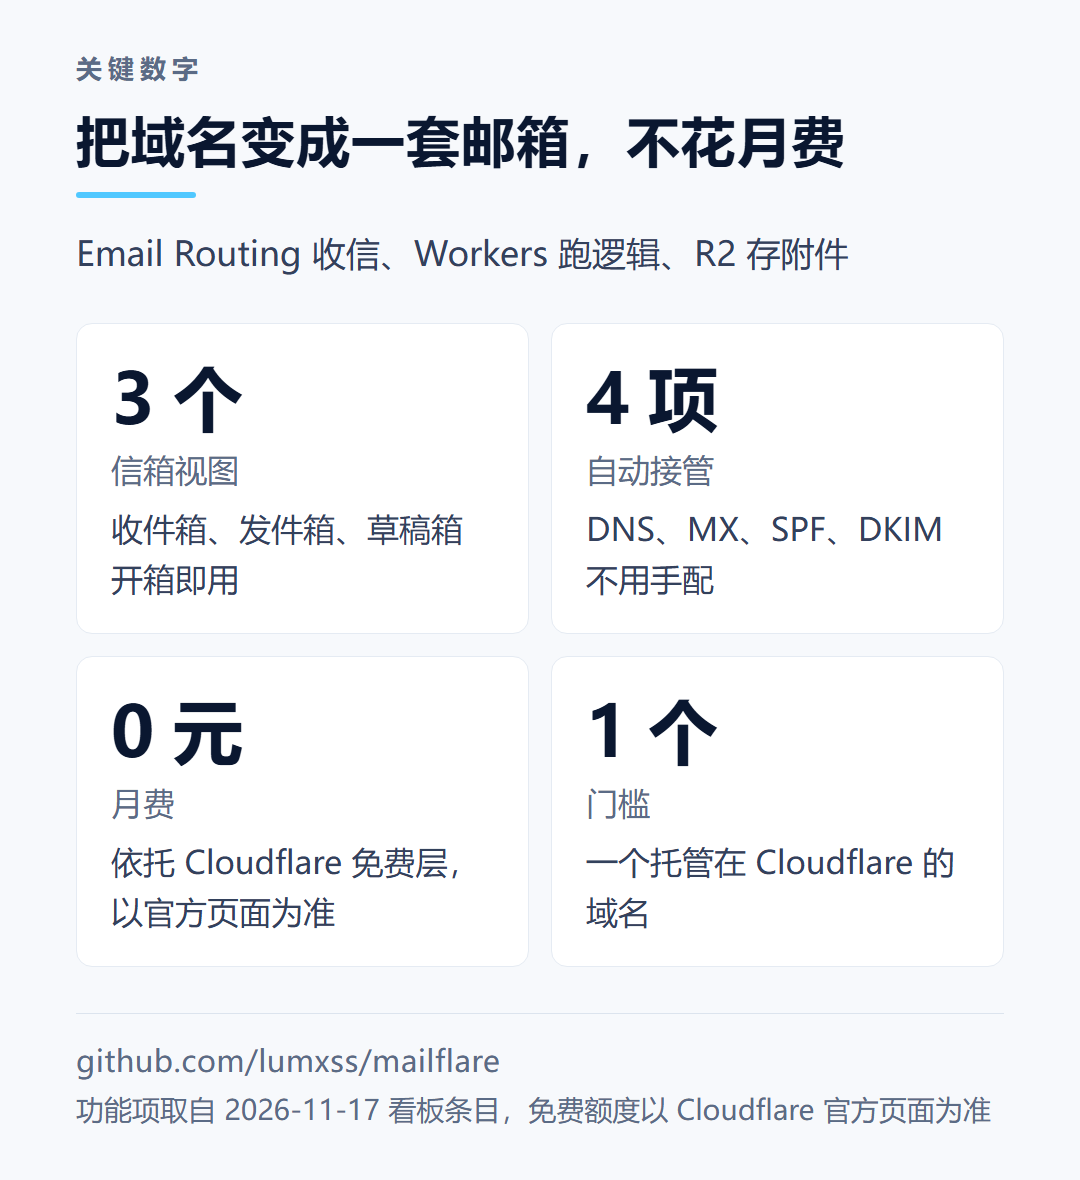 关键数字
把域名变成一套邮箱，不花月费
Email Routing 收信、Workers 跑逻辑、R2 存附件
3 个
信箱视图
收件箱、发件箱、草稿箱
开箱即用
4 项
自动接管
DNS、MX、SPF、DKIM
不用手配
0 元
月费
依托 Cloudflare 免费层，
以官方页面为准
1 个
门槛
一个托管在 Cloudflare 的
域名
github.com/lumxss/mailflare
功能项取自 2026-11-17 看板条目，免费额度以 Cloudflare 官方页面为准